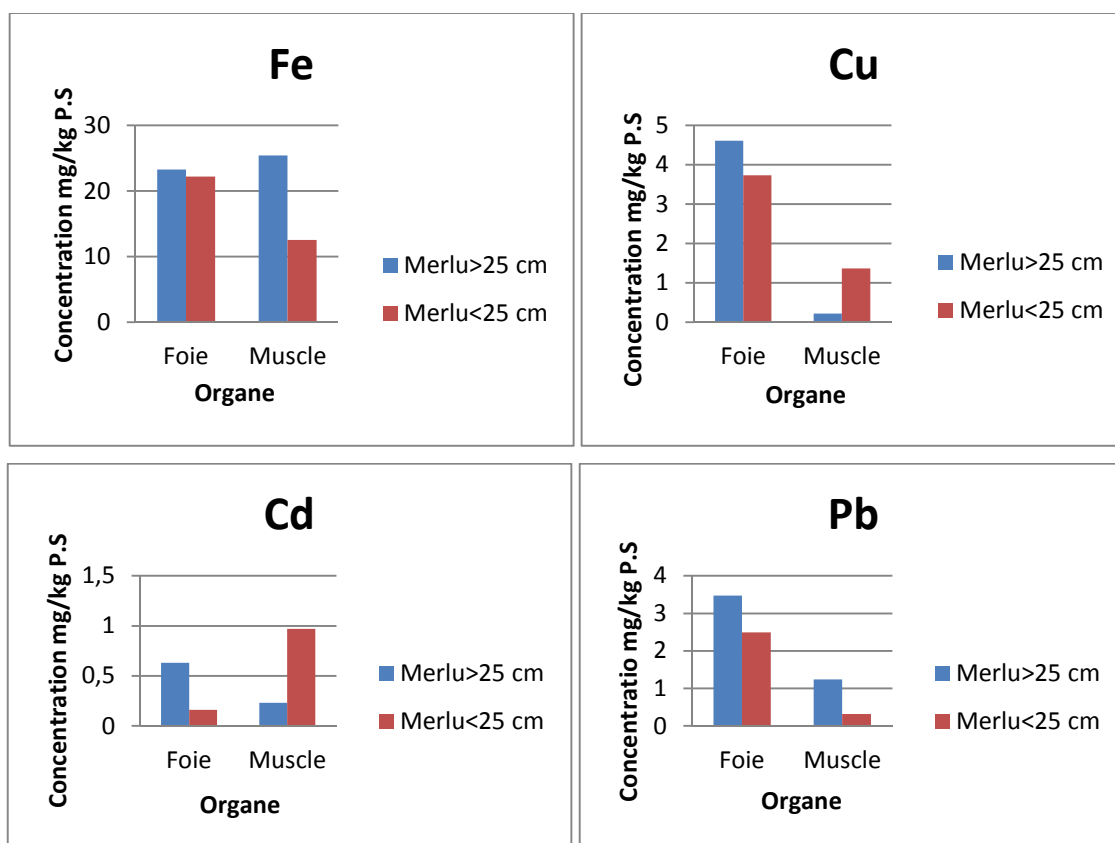 Fe
Concentration mg/kg P.S
30
20
10
0
Foie Muscle
Organe
Merlu>25 cm
Merlu<25 cm
Cu
Concentration mg/kg P.S
5
4
3
2
1
0
Foie Muscle
Organe
Merlu>25 cm
Merlu<25 cm
Cd
Concentration mg/kg P.S
1,5
1
0,5
0
Foie Muscle
Organe
Merlu>25 cm
Merlu<25 cm
Pb
Concentratio mg/kg P.S
4
3
2
1
0
Foie Muscle
Organe
Merlu>25 cm
Merlu<25 cm